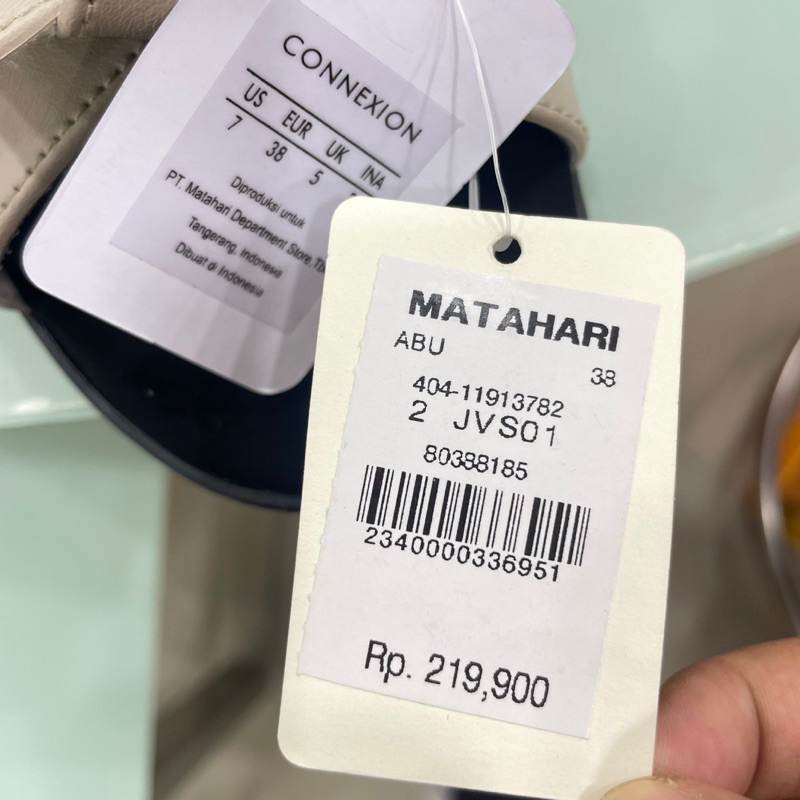 CONNEXION
US EUR UK INA
7 38 5
Diproduksi untuk
PT. Matahari Department Store, Tbk
Tangerang, Indonesia
Dibuat di Indonesia
MATAHARI
ABU
38
404-11913782
2 JVS01
80388185
2340000336951
Rp. 219,900